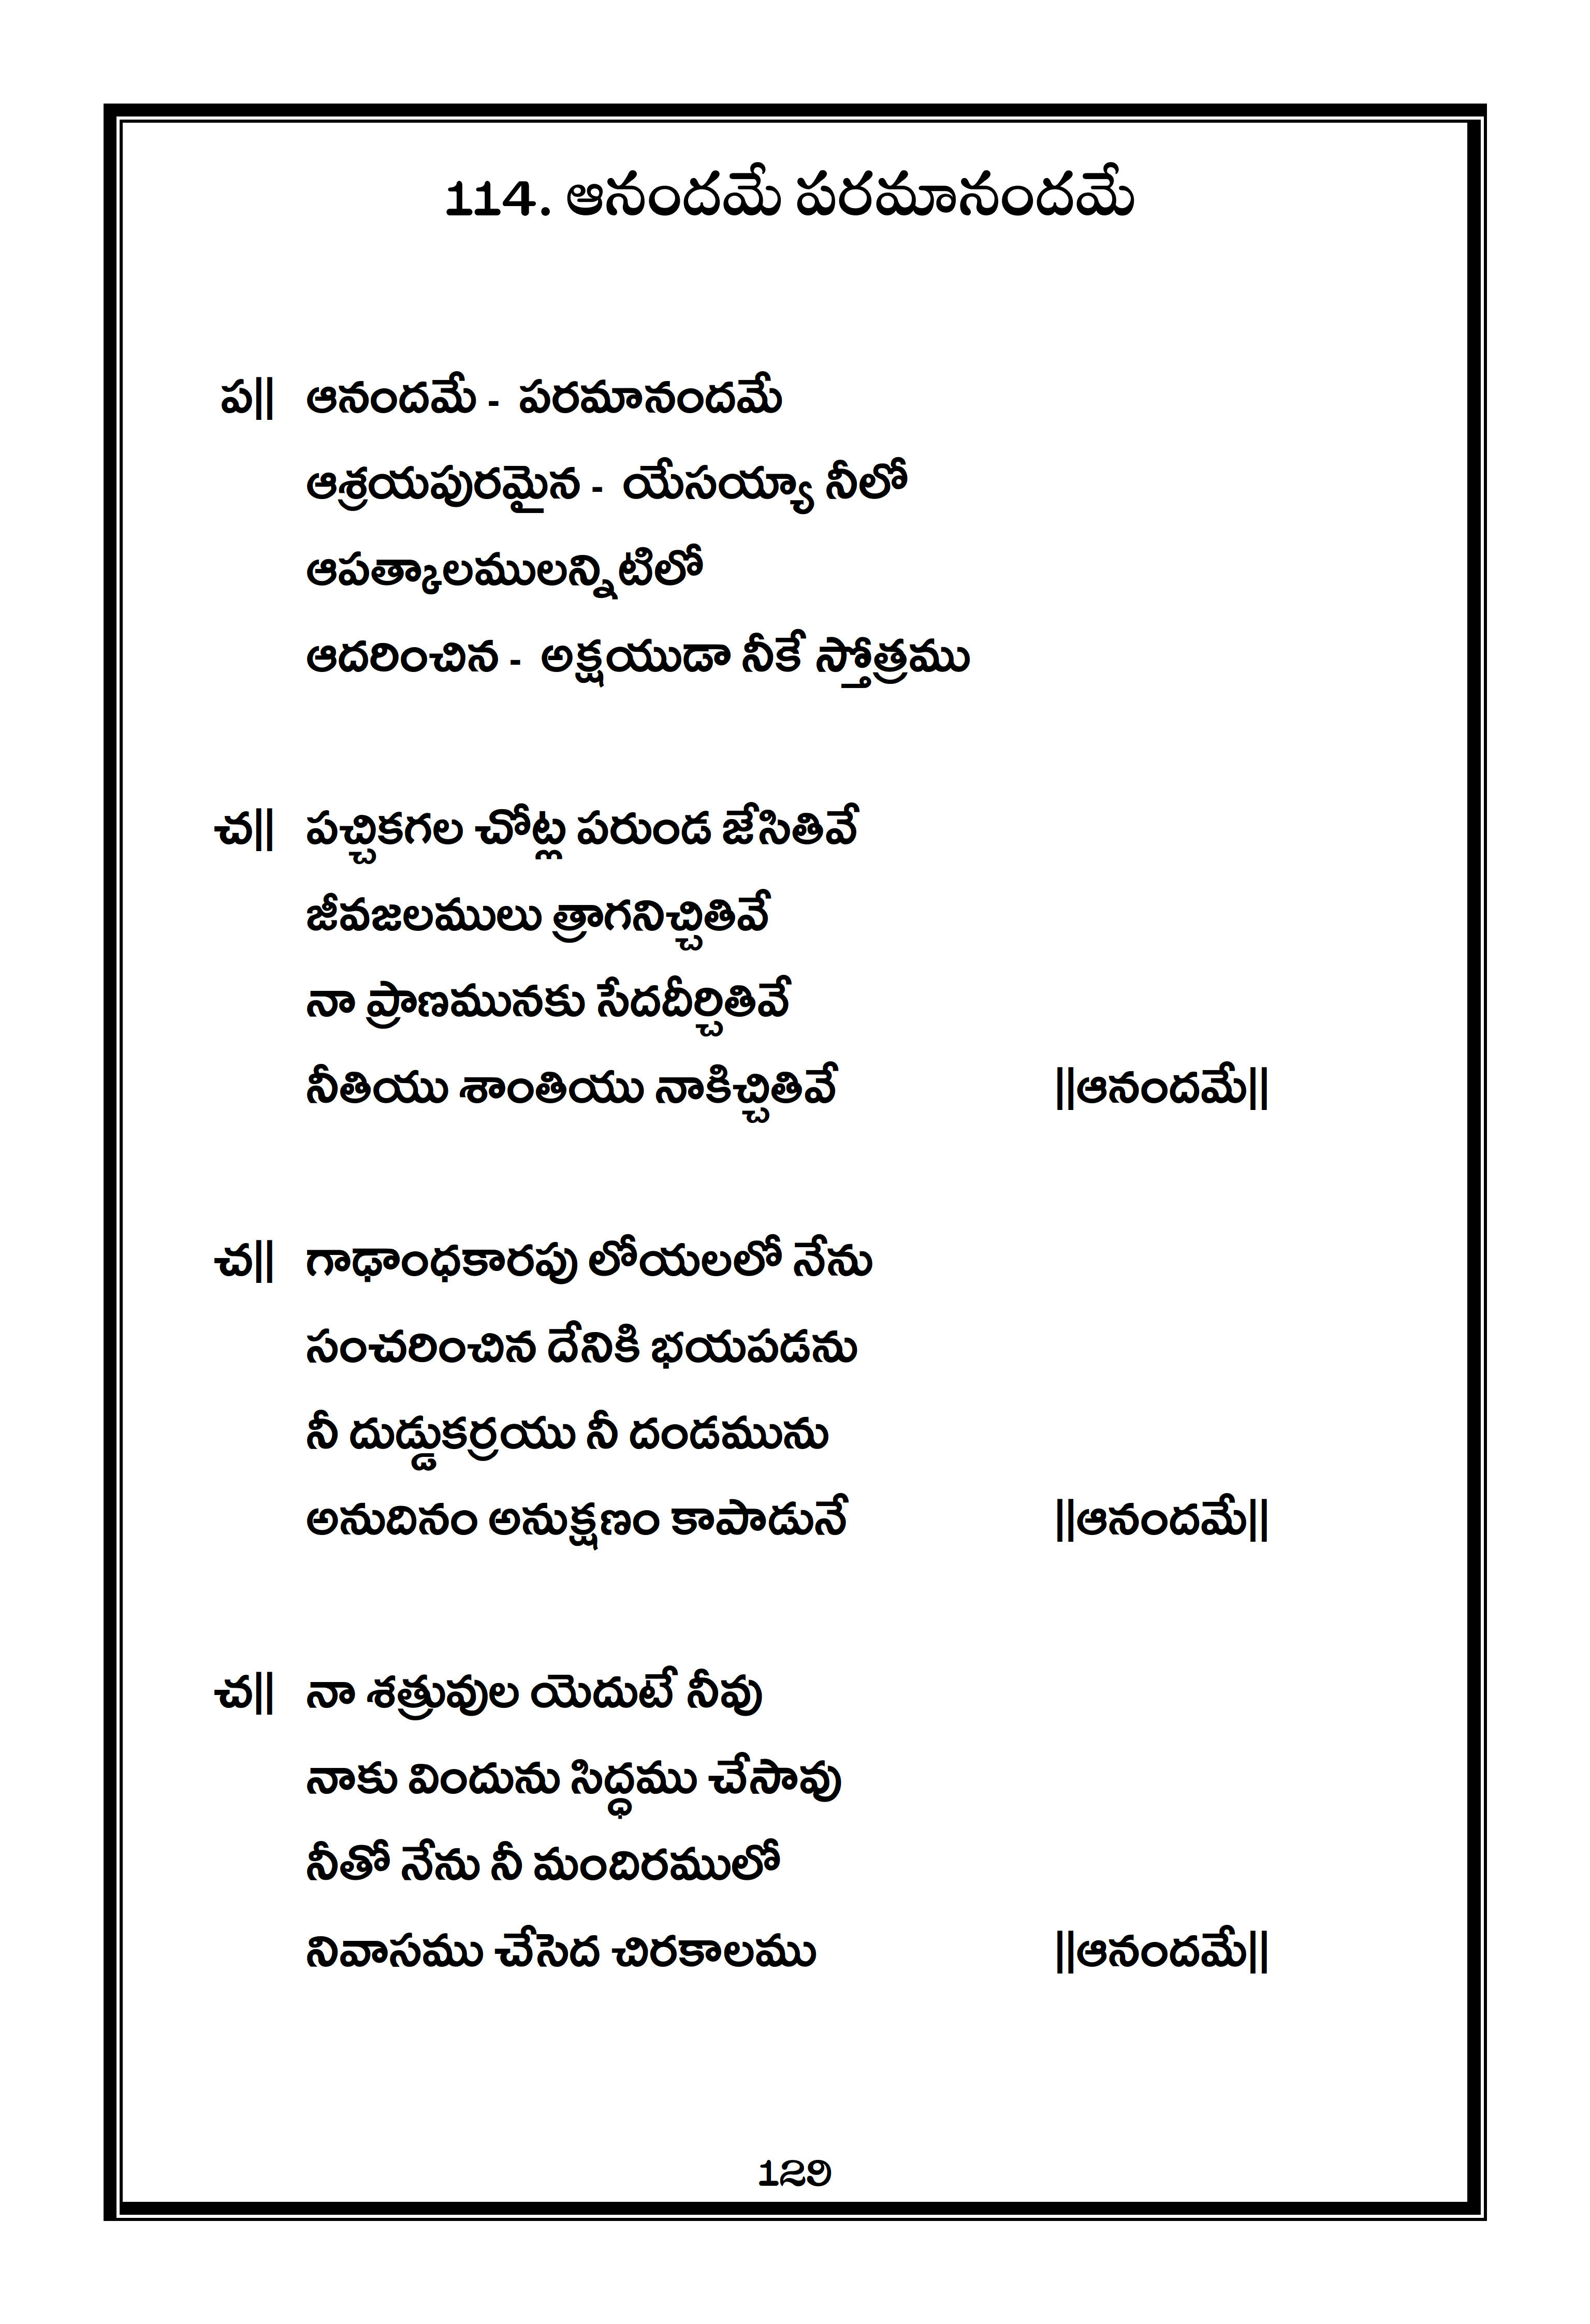 114. ఆనందమే పరమానందమే
ప|| ఆనందమే - పరమానందమే
ఆశ్రయపురమైన - యేసయ్యా నీలో
ఆపత్కాలములన్నిటిలో
ఆదరించిన - అక్షయుడా నీకే స్తోత్రము
చ|| పచ్చికగల చోట్ల పరుండ జేసితివే
జీవజలములు త్రాగనిచ్చితివే
నా ప్రాణమునకు సేదదీర్చితివే
నీతియు శాంతియు నాకిచ్చితివే ||ఆనందమే||
చ|| గాఢాంధకారపు లోయలలో నేను
సంచరించిన దేనికి భయపడను
నీ దుడ్డుకర్రయు నీ దండమును
అనుదినం అనుక్షణం కాపాడునే ||ఆనందమే||
చ|| నా శత్రువుల యెదుటే నీవు
నాకు విందును సిద్ధము చేసావు
నీతో నేను నీ మందిరములో
నివాసము చేసెద చిరకాలము ||ఆనందమే||
129